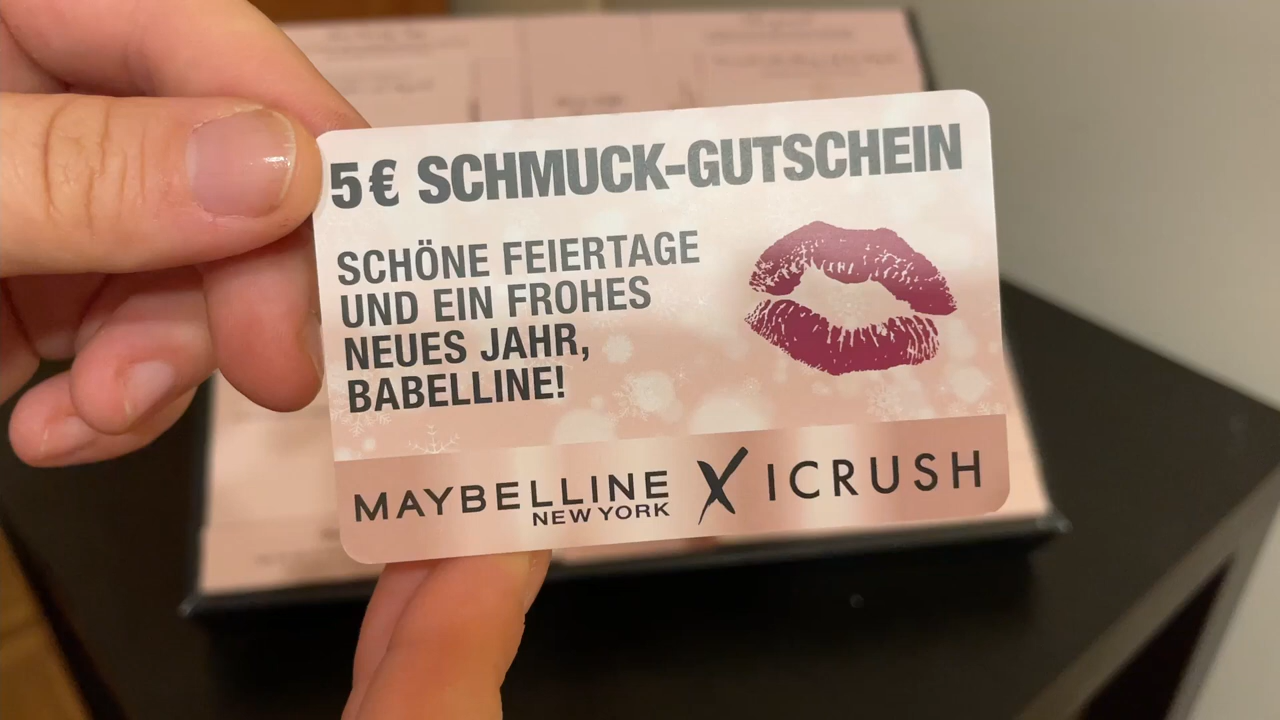 5€ SCHMUCK-GUTSCHEIN
SCHÖNE FEIERTAGE
UND EIN FROHES
NEUES JAHR,
BABELLINE!
MAYBELLINE X ICRUSH
NEW YORK